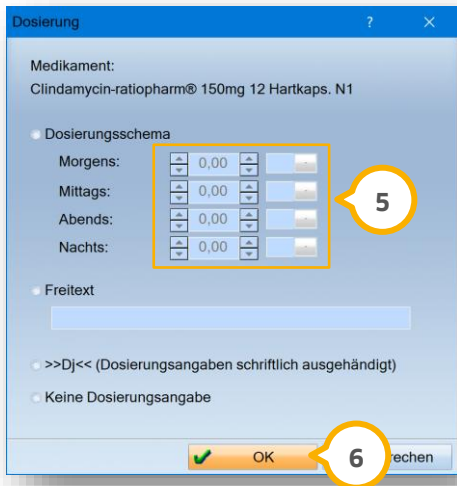 Dosierung ? ×
Medikament:
Clindamycin-ratiopharm® 150mg 12 Hartkaps. N1
Dosierungsschema
Morgens: 0,00
Mittags: 0,00
Abends: 0,00
Nachts: 0,00
5
Freitext
>>Dj<< (Dosierungsangaben schriftlich ausgehändigt)
Keine Dosierungsangabe
OK 6 rechen